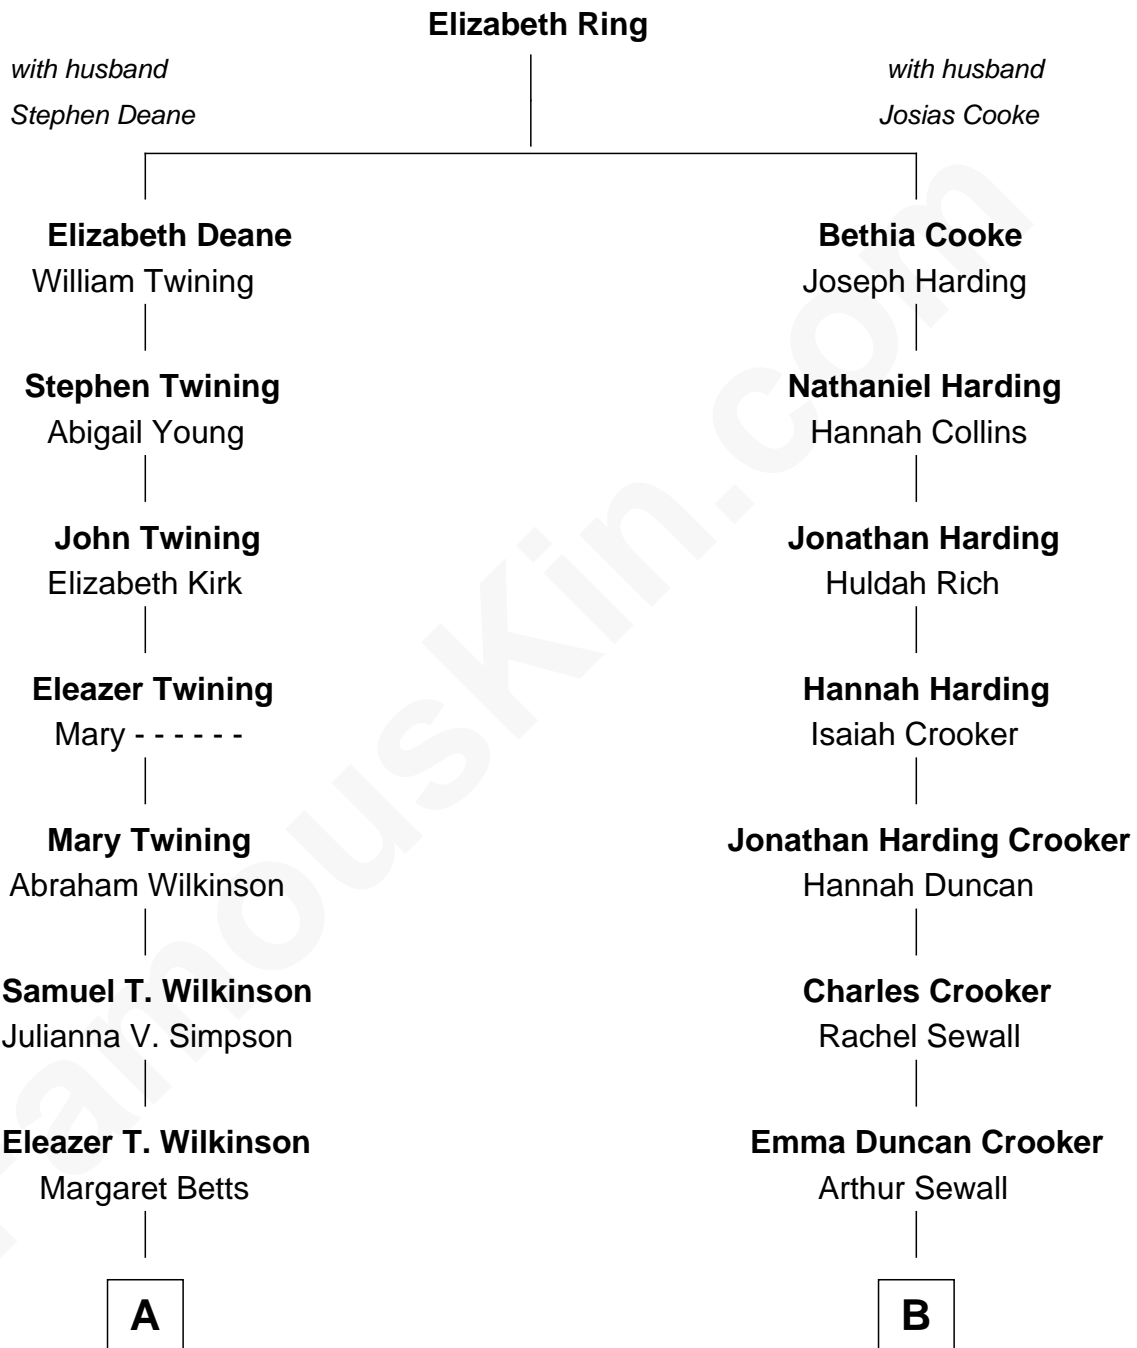 Elizabeth Ring
with husband
Stephen Deane
with husband
Josias Cooke
Elizabeth Deane
William Twining
Bethia Cooke
Joseph Harding
Stephen Twining
Abigail Young
Nathaniel Harding
Hannah Collins
John Twining
Elizabeth Kirk
Jonathan Harding
Huldah Rich
Eleazer Twining
Mary - - - - - -
Hannah Harding
Isaiah Crooker
Mary Twining
Abraham Wilkinson
Jonathan Harding Crooker
Hannah Duncan
Samuel T. Wilkinson
Julianna V. Simpson
Charles Crooker
Rachel Sewall
Eleazer T. Wilkinson
Margaret Betts
Emma Duncan Crooker
Arthur Sewall
A
B
FamousKin.com